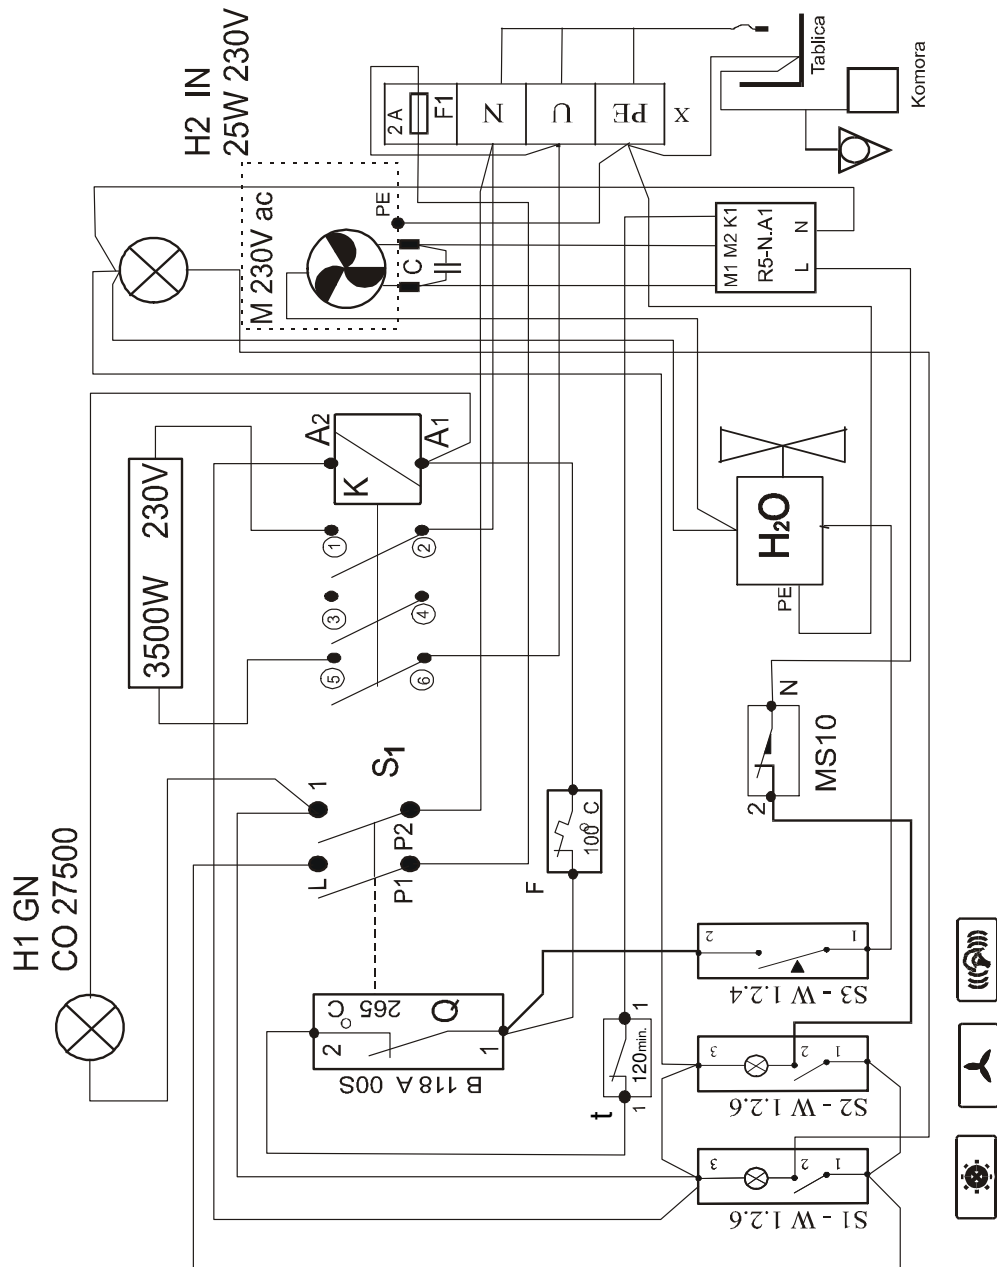 H2 IN
25W 230V
M 230V ac
PE
C
2 A
F1
N
U
PE
X
Tablica
Komora
M1 M2 K1
R5-N.A1
L N
3500W 230V
A2
K
A1
1
2
3
4
5
6
H2O
PE
N
MS10
2
S1
1
L
P2
P1
H1 GN
CO 27500
100°C
F
265°C
Q
2
1
B 118 A 00S
1
120min.
1
t
2
1
S3 - W 1.2.4
3
2
1
S2 - W 1.2.6
3
2
1
S1 - W 1.2.6